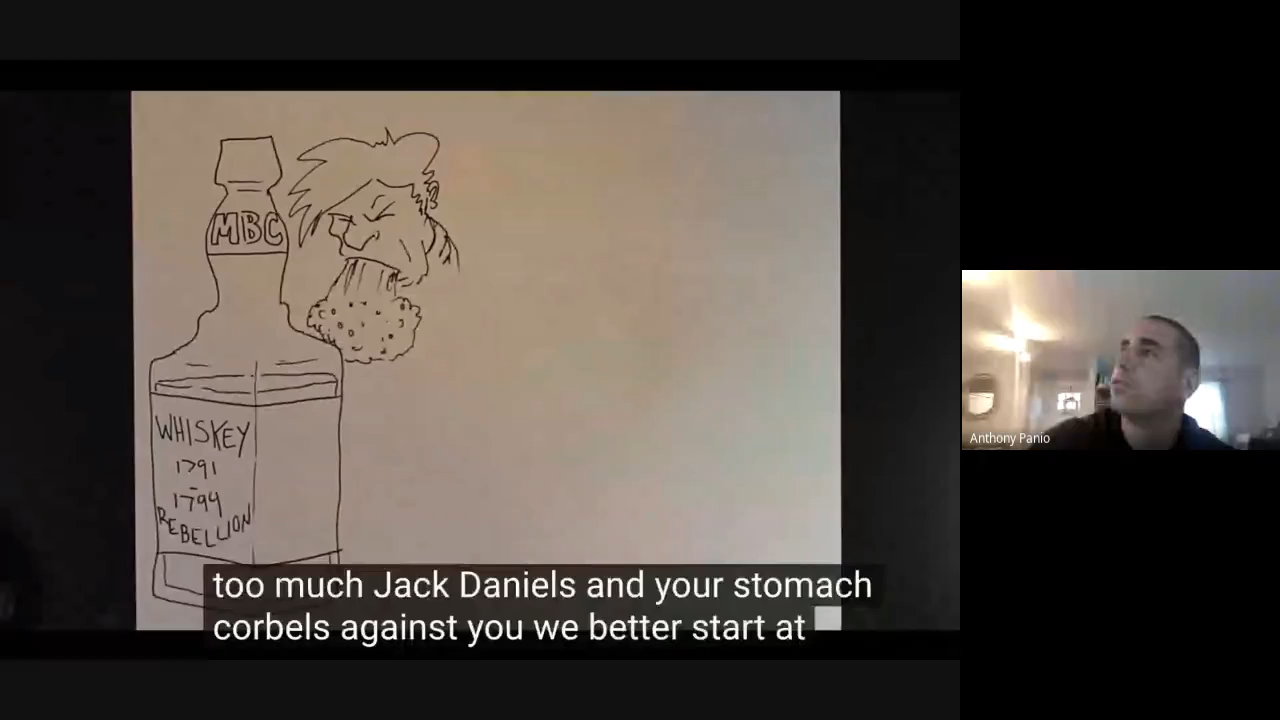 MBC
WHISKEY
1791
-
1794
REBELLION
too much Jack Daniels and your stomach
corbels against you we better start at
Anthony Panio